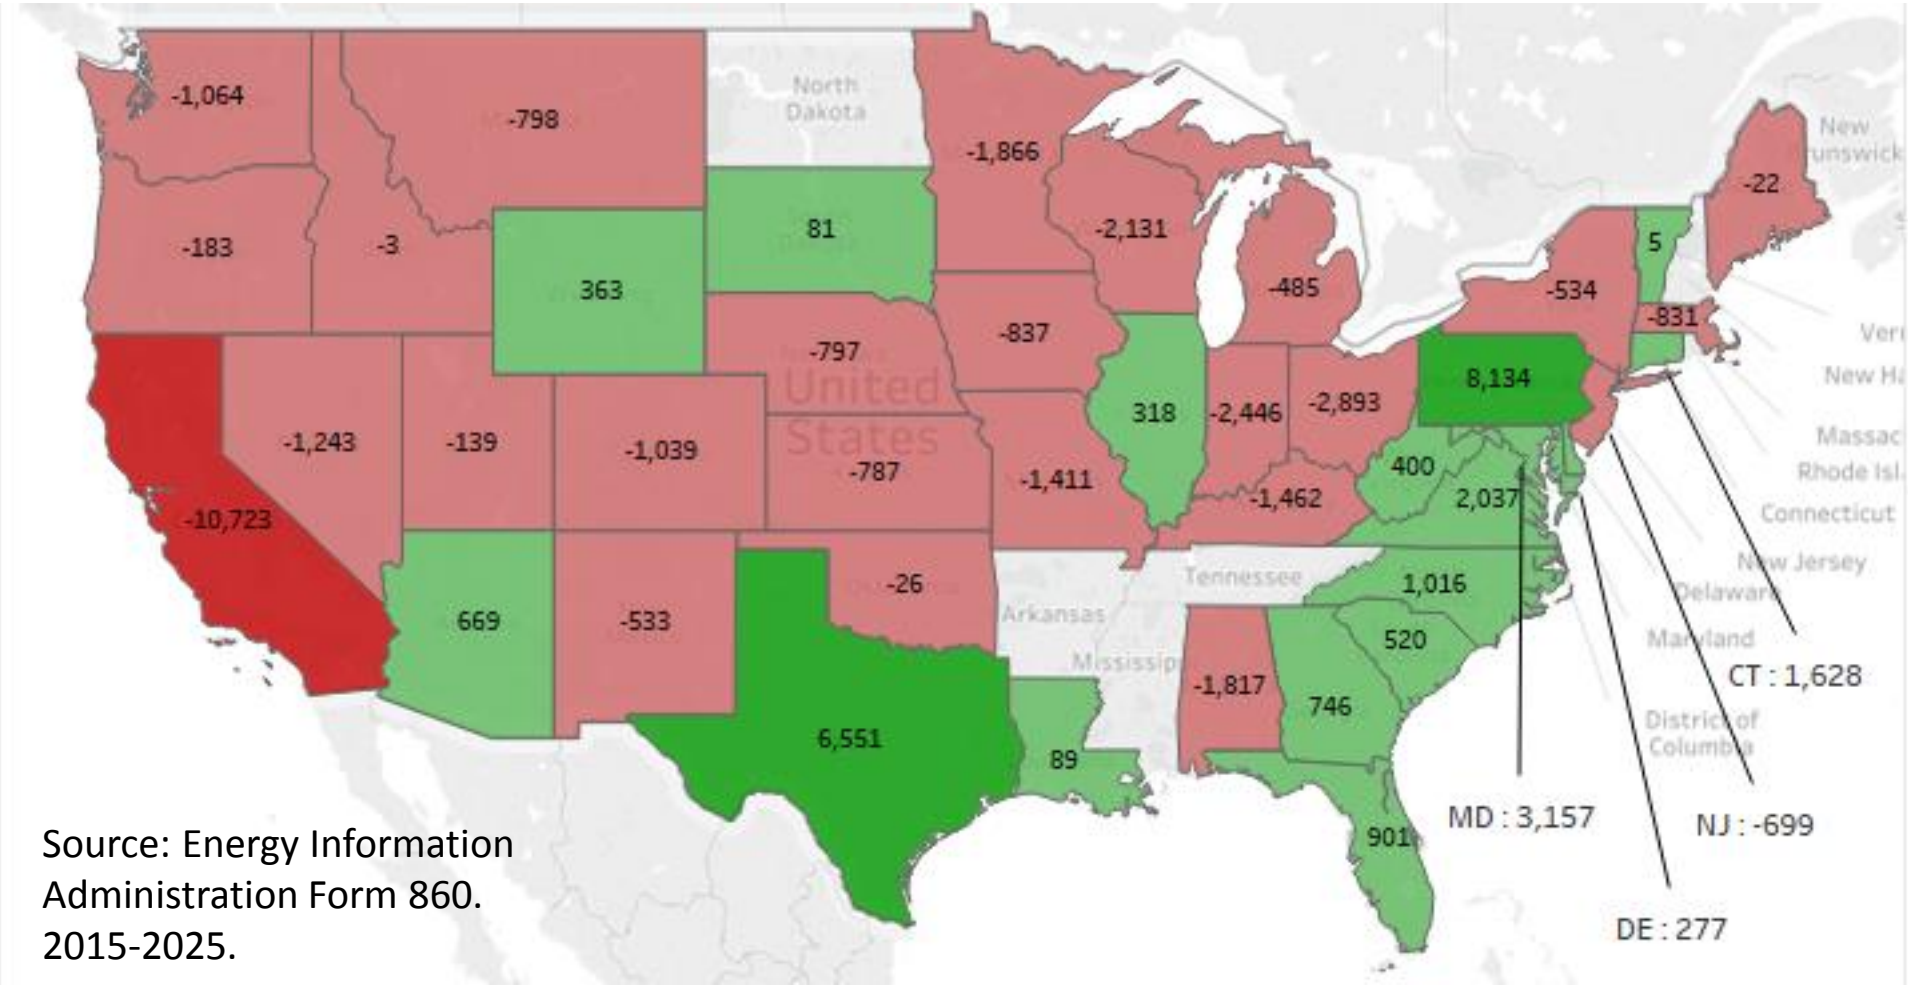 -1,064
-798
North
Dakota
-1,866
New
-22
-183
-3
81
-2,131
5
363
-485
-534
-831
-837
-797
United
States
8,134
318
-2,446
-2,893
-1,243
-139
-1,039
-787
-1,411
-1,462
400
2,037
Rhode Isl
Connecticut
-10,723
New Jersey
Delaware
Tennessee
1,016
Arkansas
669
-533
-26
520
Maryland
Mississip
-1,817
746
CT : 1,628
District of
Columbia
6,551
89
901
MD : 3,157
NJ : -699
DE : 277
Source: Energy Information
Administration Form 860.
2015-2025.